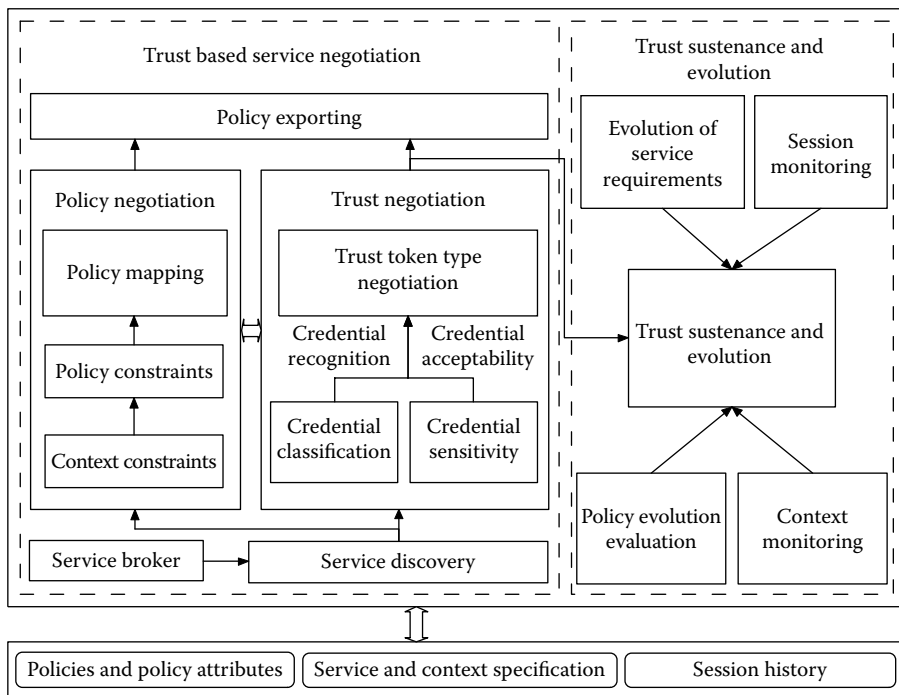 Trust based service negotiation
Policy exporting
Policy negotiation
Policy mapping
Policy constraints
Context constraints
Trust negotiation
Trust token type
negotiation
Credential
recognition
Credential
acceptability
Credential
classification
Credential
sensitivity
Service broker
Service discovery
Trust sustenance and
evolution
Evolution of
service
requirements
Session
monitoring
Trust sustenance and
evolution
Policy evolution
evaluation
Context
monitoring
Policies and policy attributes
Service and context specification
Session history